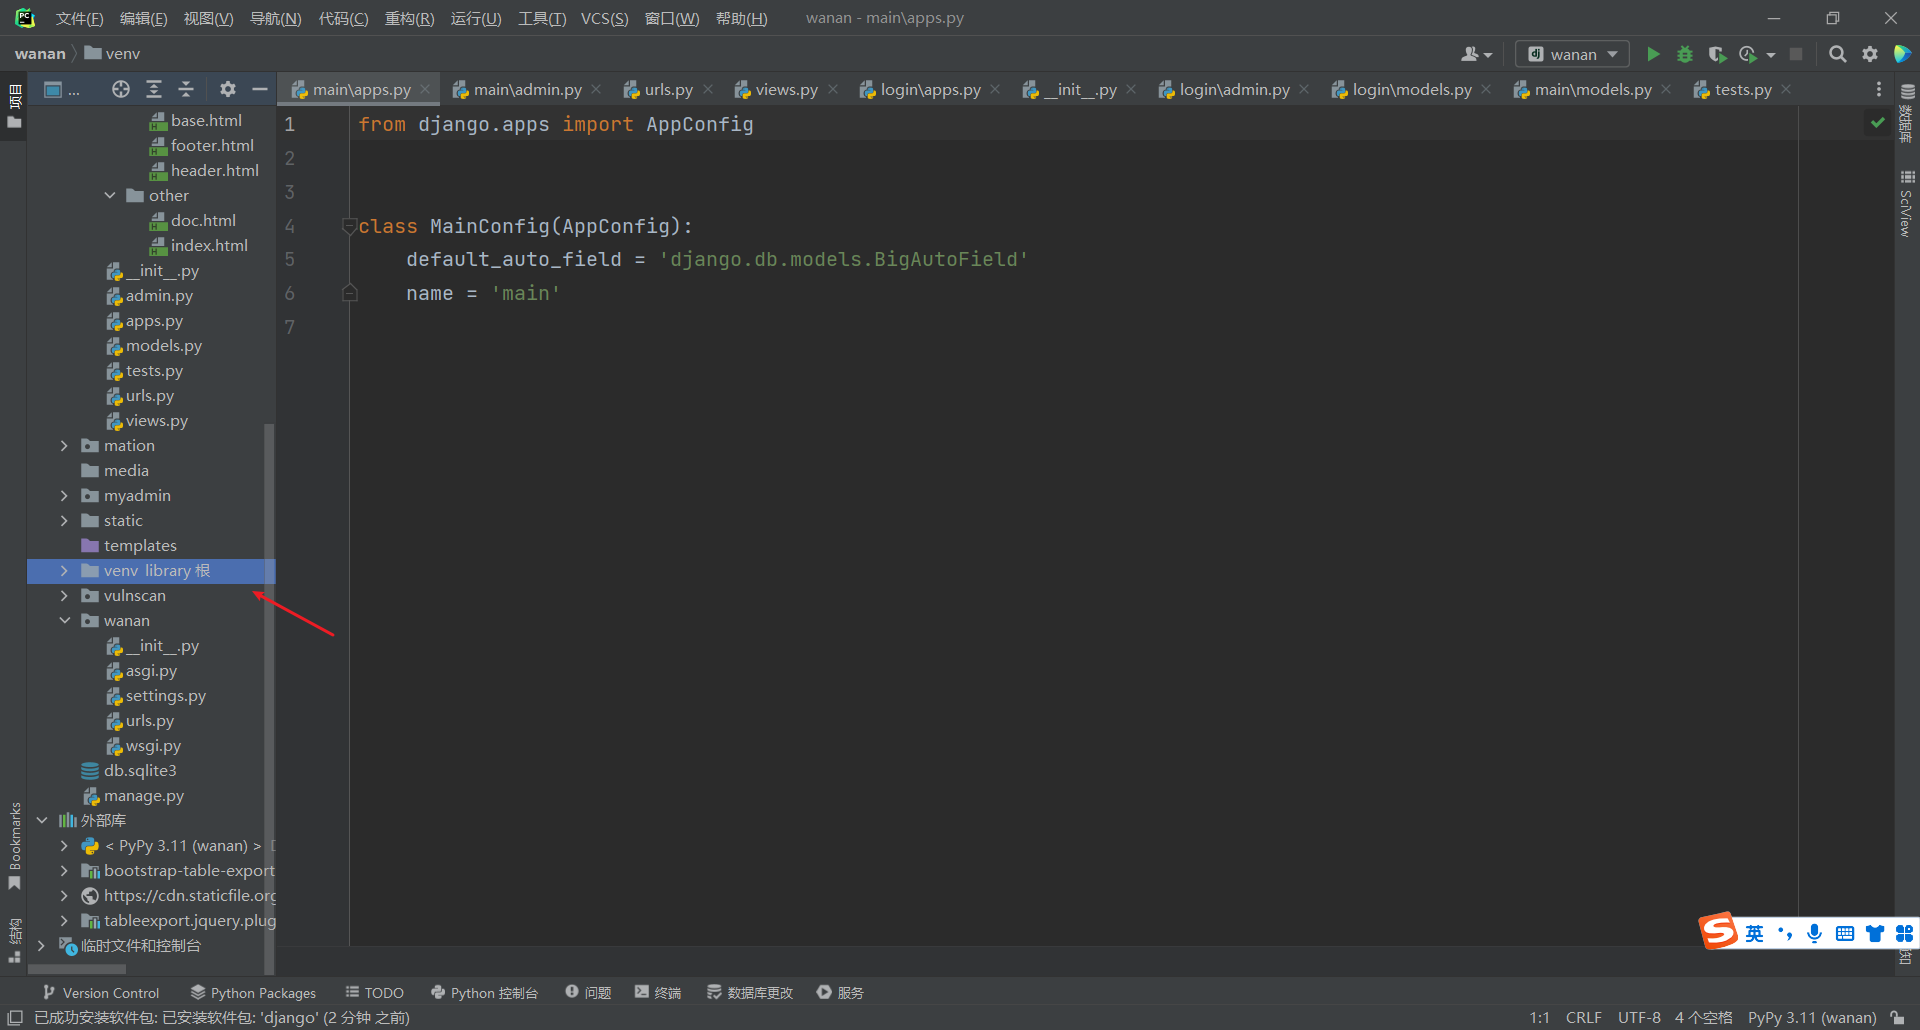 文件(F) 编辑(E) 视图(V) 导航(N) 代码(C) 重构(R) 运行(U) 工具(T) VCS(S) 窗口(W) 帮助(H) wanan - main\apps.py
wanan venv
wanan
项目
...
main\apps.py main\admin.py urls.py views.py login\apps.py __init__.py login\admin.py login\models.py main\models.py tests.py
base.html
footer.html
header.html
other
doc.html
index.html
__init__.py
admin.py
apps.py
models.py
tests.py
urls.py
views.py
mation
media
myadmin
static
templates
venv library 根
vulnscan
wanan
__init__.py
asgi.py
settings.py
urls.py
wsgi.py
db.sqlite3
manage.py
外部库
< PyPy 3.11 (wanan) >
bootstrap-table-export
https://cdn.staticfile.org
tableexport.jquery.plug
临时文件和控制台
1 from django.apps import AppConfig
2
3
4 class MainConfig(AppConfig):
5 default_auto_field = 'django.db.models.BigAutoField'
6 name = 'main'
7
数据库
SciView
知
Bookmarks
结构
英
Version Control Python Packages TODO Python 控制台 问题 终端 数据库更改 服务
已成功安装软件包: 已安装软件包: 'django' (2 分钟 之前) 1:1 CRLF UTF-8 4 个空格 PyPy 3.11 (wanan)